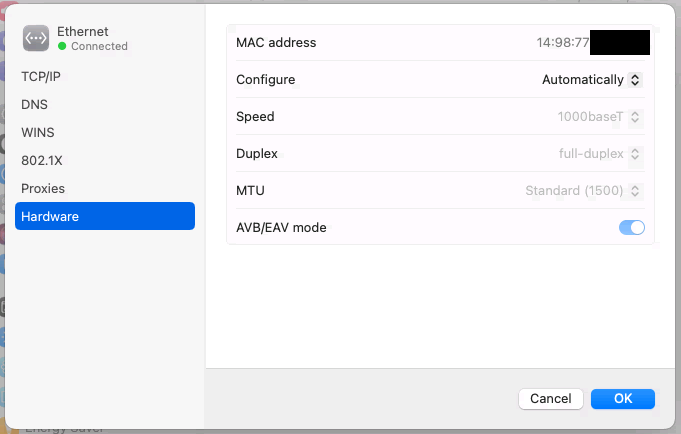 Ethernet
Connected
TCP/IP
DNS
WINS
802.1X
Proxies
Hardware
MAC address 14:98:77
Configure Automatically
Speed 1000baseT
Duplex full-duplex
MTU Standard (1500)
AVB/EAV mode
Cancel OK
Energy Saver